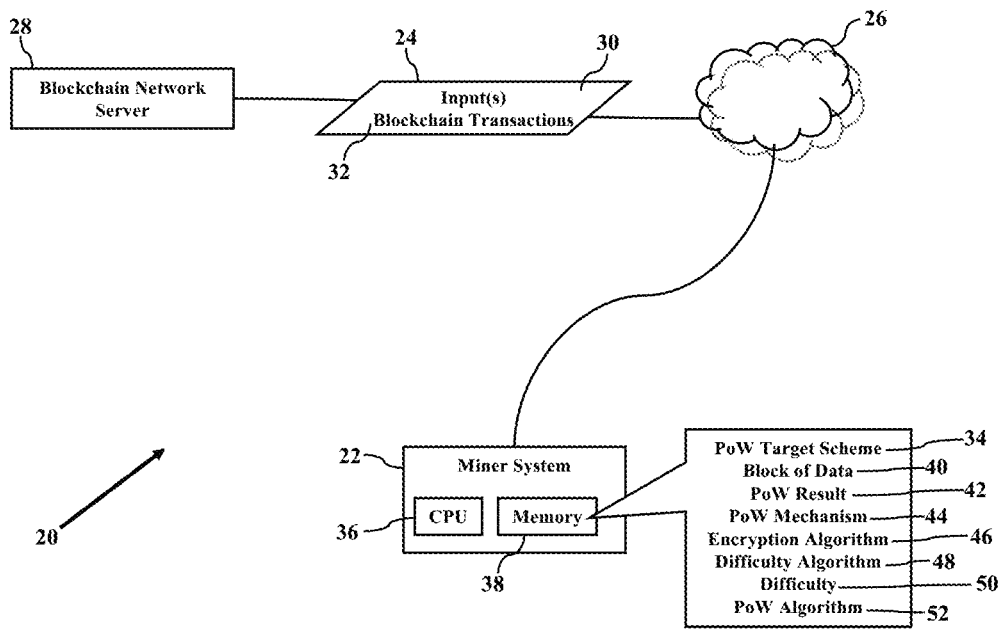 28
Blockchain Network
Server
24
30
Input(s)
Blockchain Transactions
32
26
22
Miner System
CPU
Memory
36
38
20
PoW Target Scheme 34
Block of Data 40
PoW Result 42
PoW Mechanism 44
Encryption Algorithm 46
Difficulty Algorithm 48
Difficulty 50
PoW Algorithm 52